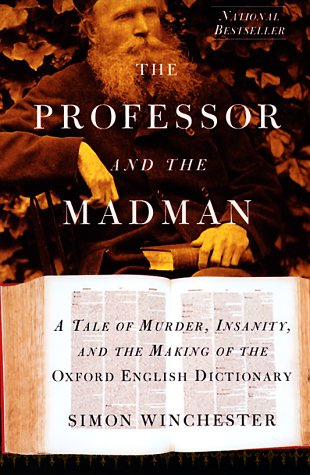 NATIONAL
BESTSELLER
THE
PROFESSOR
AND THE
MADMAN
A TALE OF MURDER, INSANITY,
AND THE MAKING OF THE
OXFORD ENGLISH DICTIONARY
SIMON WINCHESTER